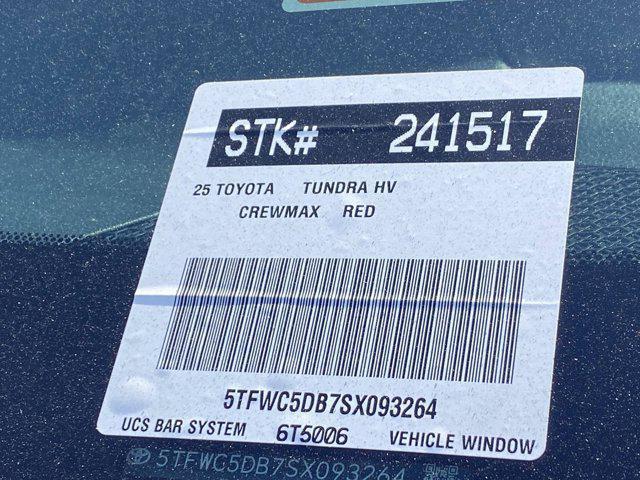 STK# 241517
25 TOYOTA TUNDRA HV
CREWMAX RED
5TFWC5DB7SX093264
UCS BAR SYSTEM 6T5006 VEHICLE WINDOW
5TFWC5DB7SX093264